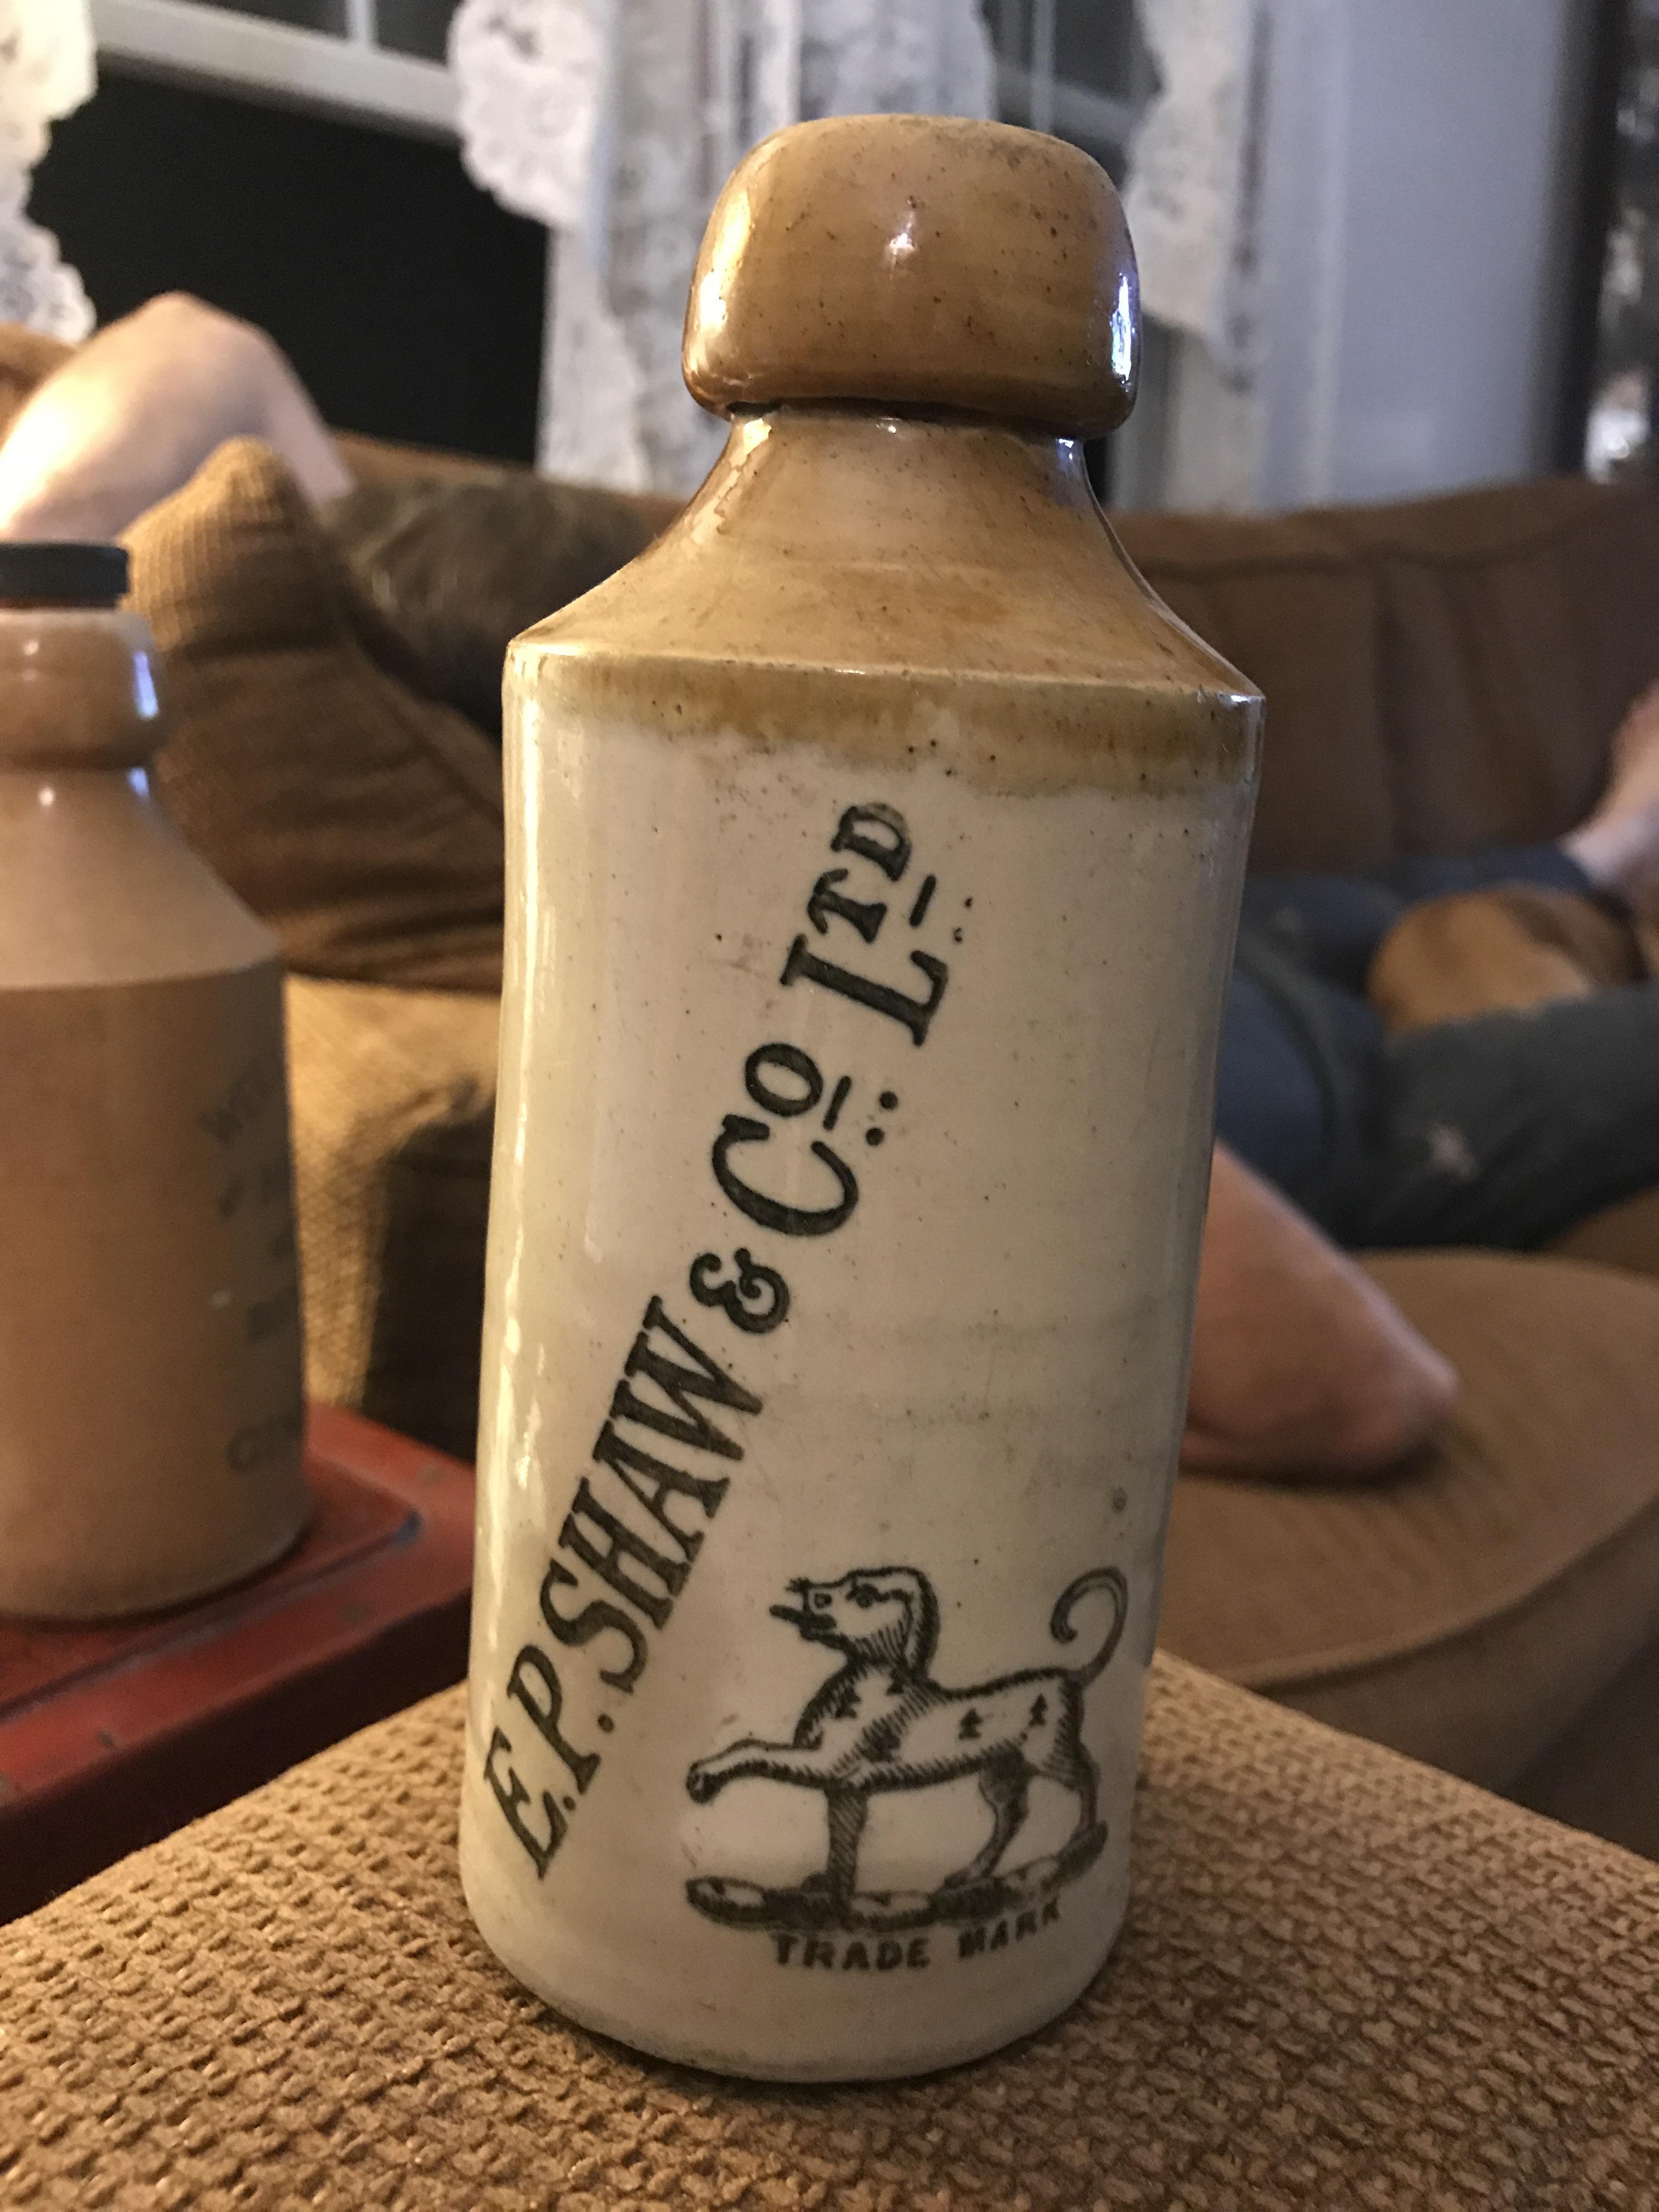 E.P. SHAW & Cº LTD
TRADE MARK